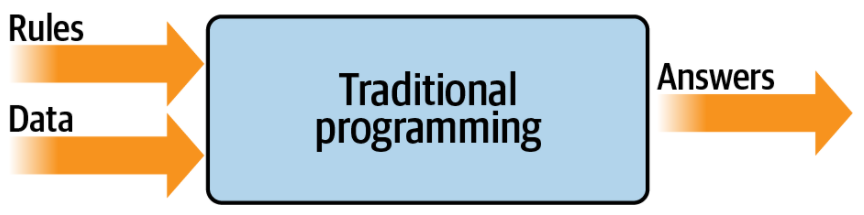 Rules
Data
Traditional
programming
Answers